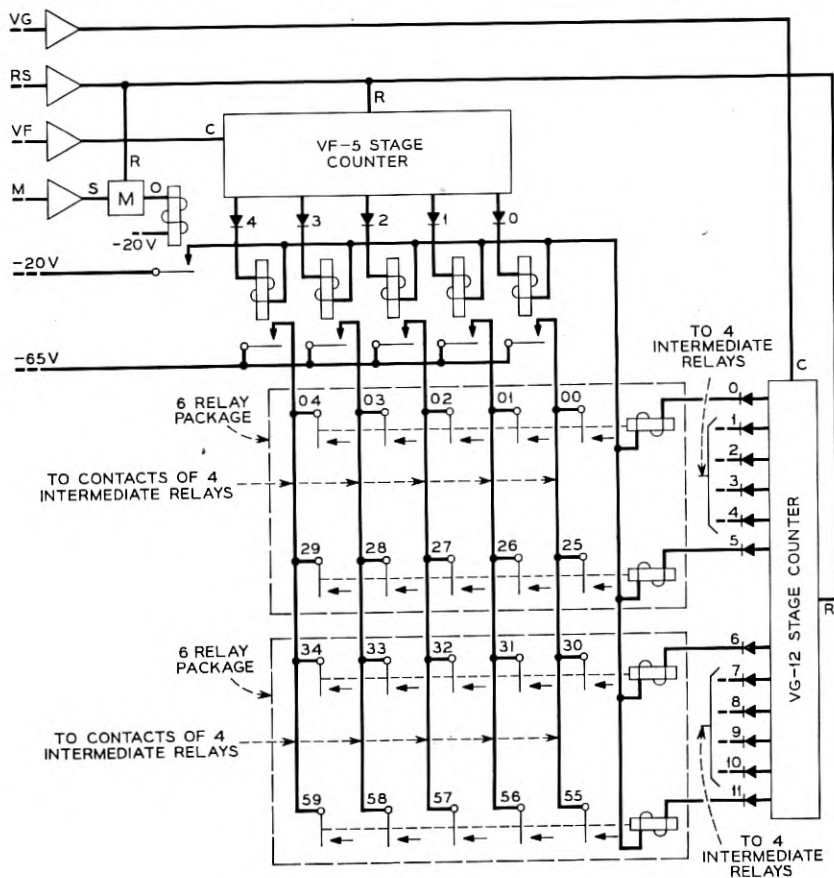 VG
RS
VF
M
R
C
VF-5 STAGE
COUNTER
R
S
M
O
4
3
2
1
0
-20V
-20V
-65V
TO 4
INTERMEDIATE
RELAYS
C
6 RELAY
PACKAGE
04
03
02
01
00
0
1
2
3
4
5
TO CONTACTS OF 4
INTERMEDIATE RELAYS
29
28
27
26
25
VG-12 STAGE COUNTER
R
6 RELAY
PACKAGE
34
33
32
31
30
6
7
8
9
10
11
TO CONTACTS OF 4
INTERMEDIATE RELAYS
59
58
57
56
55
TO 4
INTERMEDIATE
RELAYS